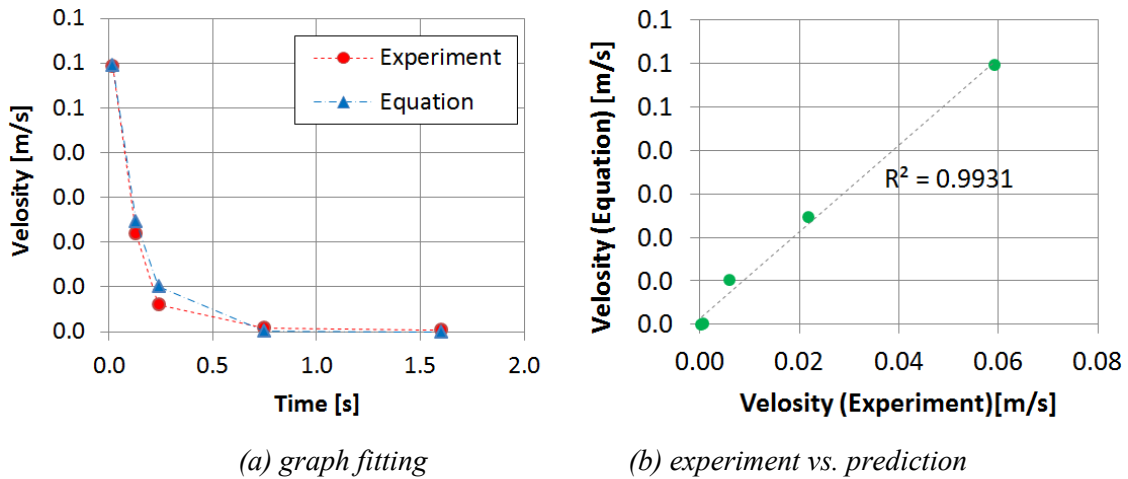 0.1
0.1
0.1
0.0
0.0
0.0
0.0
0.0
Velosity [m/s]
Experiment
Equation
0.0 0.5 1.0 1.5 2.0
Time [s]
(a) graph fitting
0.1
0.1
0.1
0.0
0.0
0.0
0.0
0.0
Velosity (Equation) [m/s]
R² = 0.9931
0.00 0.02 0.04 0.06 0.08
Velosity (Experiment)[m/s]
(b) experiment vs. prediction